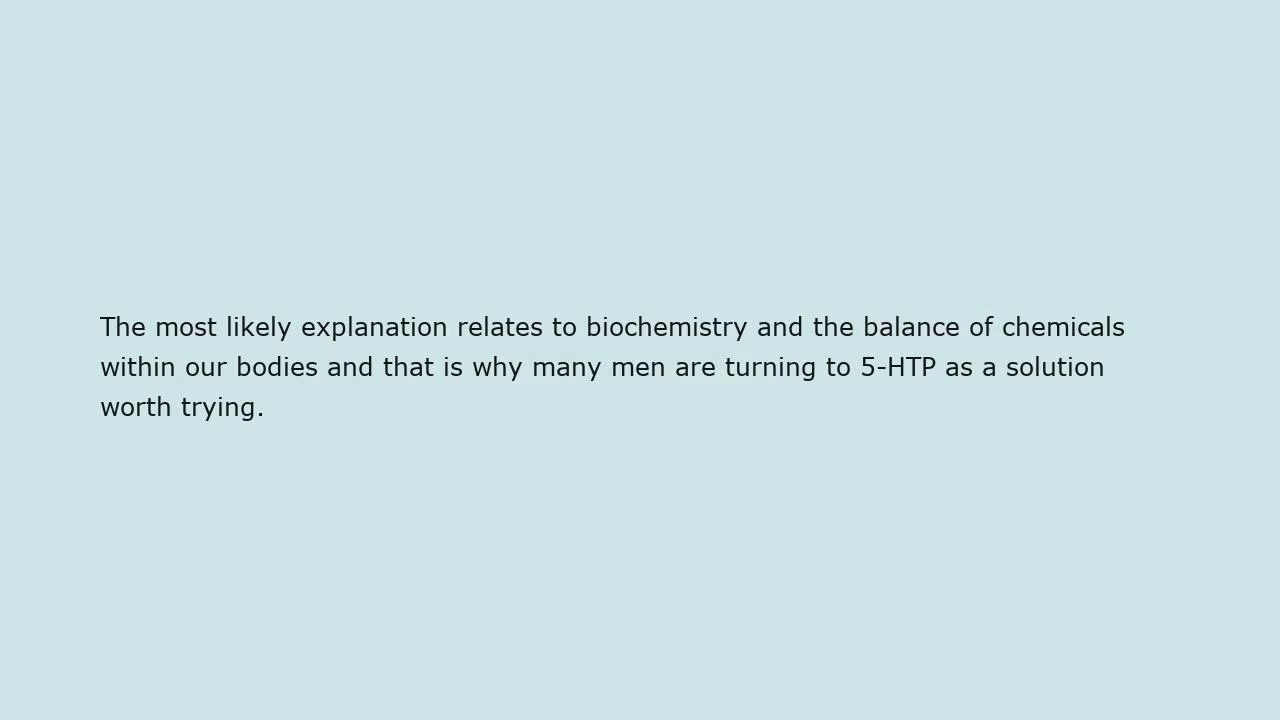 The most likely explanation relates to biochemistry and the balance of chemicals
within our bodies and that is why many men are turning to 5-HTP as a solution
worth trying.